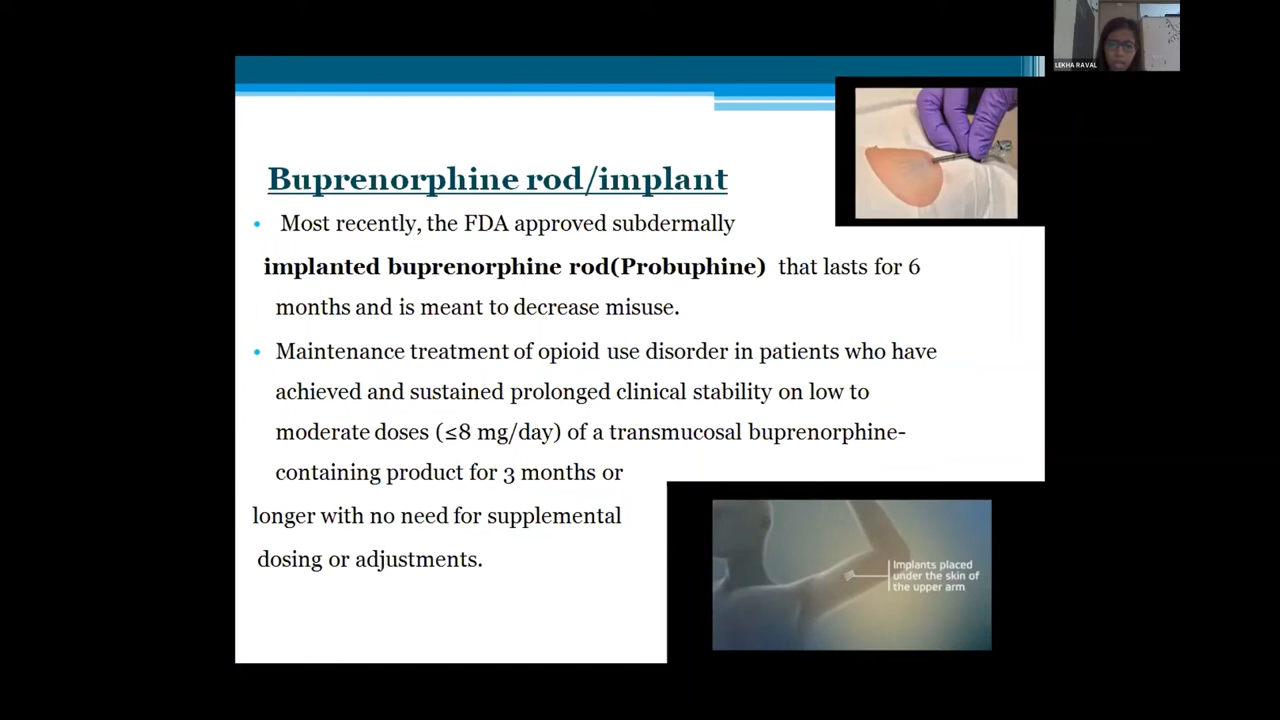 LEKHA RAVAL
Buprenorphine rod/implant
• Most recently, the FDA approved subdermally
implanted buprenorphine rod(Probuphine) that lasts for 6
months and is meant to decrease misuse.
• Maintenance treatment of opioid use disorder in patients who have
achieved and sustained prolonged clinical stability on low to
moderate doses (≤8 mg/day) of a transmucosal buprenorphine-
containing product for 3 months or
longer with no need for supplemental
dosing or adjustments.
Implants placed
under the skin of
the upper arm